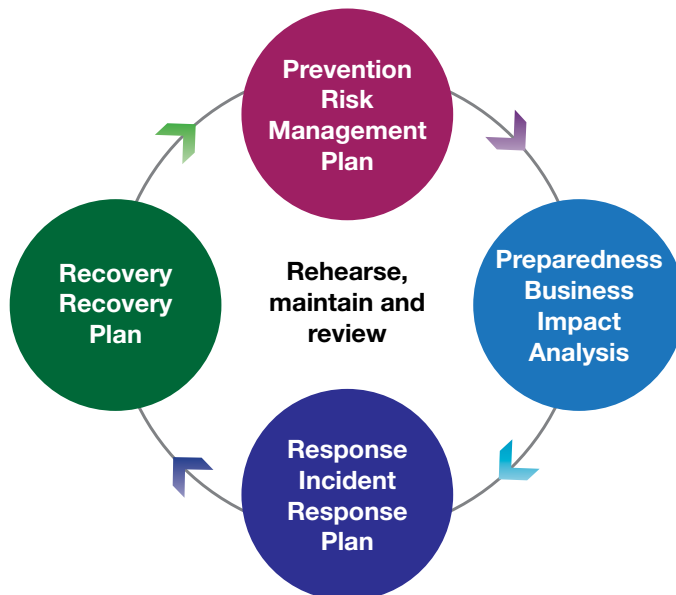 Prevention
Risk
Management
Plan
Preparedness
Business
Impact
Analysis
Rehearse,
maintain and
review
Recovery
Recovery
Plan
Response
Incident
Response
Plan